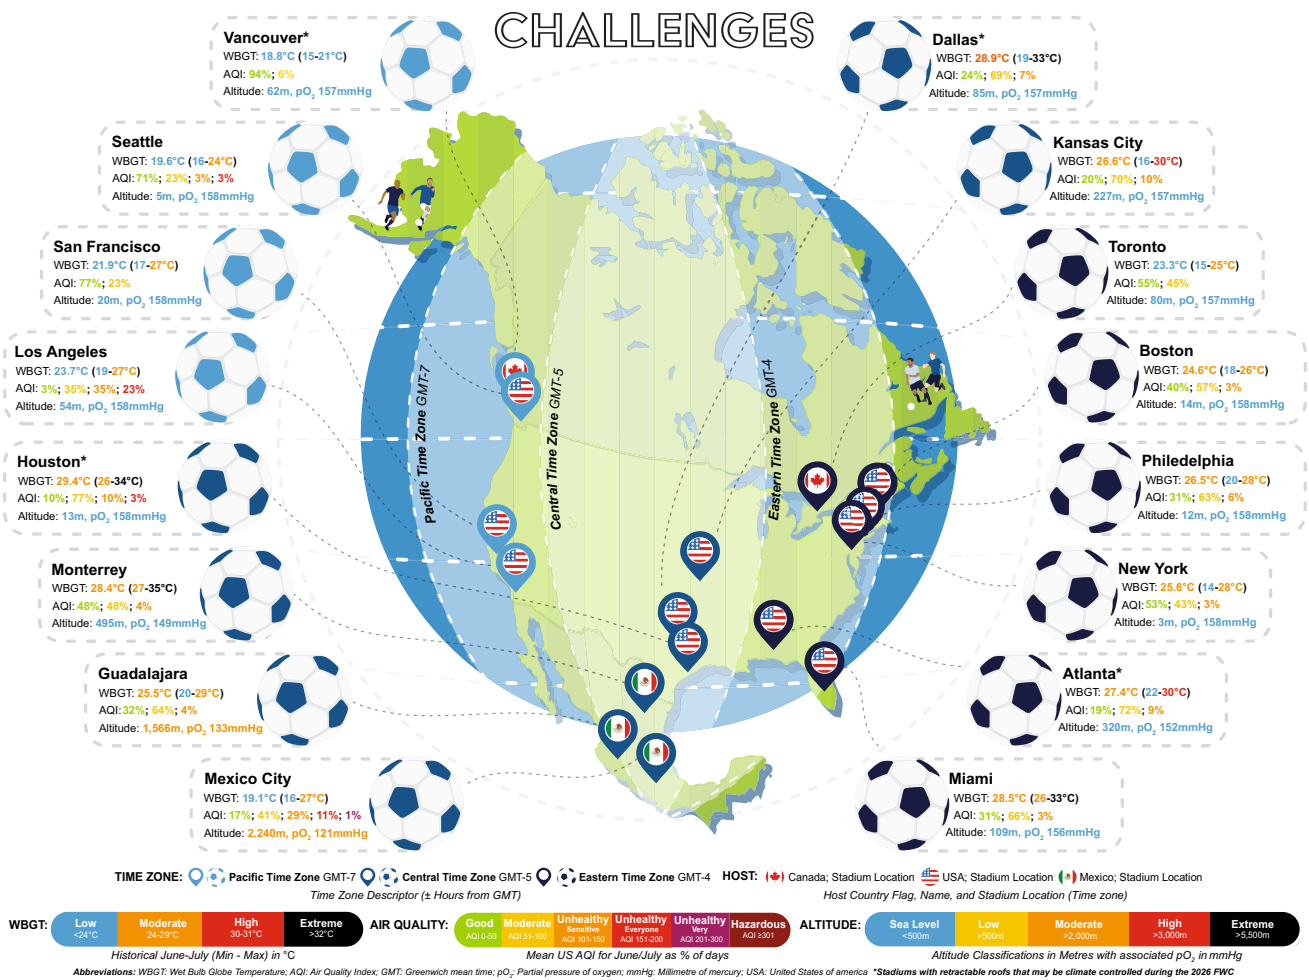 CHALLENGES
Vancouver*
WBGT: 18.8°C (15-21°C)
AQI: 94%; 6%
Altitude: 62m, pO2 157mmHg
Seattle
WBGT: 19.6°C (16-24°C)
AQI: 71%; 23%; 3%; 3%
Altitude: 5m, pO2 158mmHg
San Francisco
WBGT: 21.9°C (17-27°C)
AQI: 77%; 23%
Altitude: 20m, pO2 158mmHg
Los Angeles
WBGT: 23.7°C (19-27°C)
AQI: 3%; 35%; 35%; 23%
Altitude: 54m, pO2 158mmHg
Houston*
WBGT: 29.4°C (26-34°C)
AQI: 10%; 77%; 10%; 3%
Altitude: 13m, pO2 158mmHg
Monterrey
WBGT: 28.4°C (27-35°C)
AQI: 48%; 48%; 4%
Altitude: 495m, pO2 149mmHg
Guadalajara
WBGT: 25.5°C (20-29°C)
AQI: 32%; 64%; 4%
Altitude: 1,566m, pO2 133mmHg
Mexico City
WBGT: 19.1°C (16-27°C)
AQI: 17%; 41%; 29%; 11%; 1%
Altitude: 2.240m, pO2 121mmHg
Dallas*
WBGT: 28.9°C (19-33°C)
AQI: 24%; 69%; 7%
Altitude: 85m, pO2 157mmHg
Kansas City
WBGT: 26.6°C (16-30°C)
AQI: 20%; 70%; 10%
Altitude: 227m, pO2 157mmHg
Toronto
WBGT: 23.3°C (15-25°C)
AQI: 55%; 45%
Altitude: 80m, pO2 157mmHg
Boston
WBGT: 24.6°C (18-26°C)
AQI: 40%; 57%; 3%
Altitude: 14m, pO2 158mmHg
Philedelphia
WBGT: 26.5°C (20-28°C)
AQI: 31%; 63%; 6%
Altitude: 12m, pO2 158mmHg
New York
WBGT: 25.6°C (14-28°C)
AQI: 53%; 43%; 3%
Altitude: 3m, pO2 158mmHg
Atlanta*
WBGT: 27.4°C (22-30°C)
AQI: 19%; 72%; 9%
Altitude: 320m, pO2 152mmHg
Miami
WBGT: 28.5°C (26-33°C)
AQI: 31%; 66%; 3%
Altitude: 109m, pO2 156mmHg
Pacific Time Zone GMT-7
Central Time Zone GMT-5
Eastern Time Zone GMT-4
TIME ZONE: Pacific Time Zone GMT-7 Central Time Zone GMT-5 Eastern Time Zone GMT-4 HOST: Canada; Stadium Location USA; Stadium Location Mexico; Stadium Location
Time Zone Descriptor (± Hours from GMT)
Host Country Flag, Name, and Stadium Location (Time zone)
WBGT:
Low
<24°C
Moderate
24-29°C
High
30-31°C
Extreme
>32°C
Historical June-July (Min - Max) in °C
AIR QUALITY:
Good
AQI 0-50
Moderate
AQI 51-100
Unhealthy
Sensitive
AQI 101-150
Unhealthy
Everyone
AQI 151-200
Unhealthy
Very
AQI 201-300
Hazardous
AQI ≥301
Mean US AQI for June/July as % of days
ALTITUDE:
Sea Level
<500m
Low
>500m
Moderate
>2,000m
High
>3,000m
Extreme
>5,500m
Altitude Classifications in Metres with associated pO2 in mmHg
Abbreviations: WBGT: Wet Bulb Globe Temperature; AQI: Air Quality Index; GMT: Greenwich mean time; pO2: Partial pressure of oxygen; mmHg: Millimetre of mercury; USA: United States of america *Stadiums with retractable roofs that may be climate controlled during the 2026 FWC